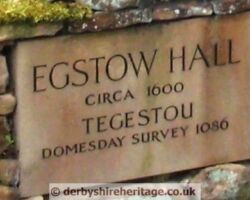 EGSTOW HALL
CIRCA 1600
TEGESTOU
DOMESDAY SURVEY 1086
© derbyshireheritage.co.uk